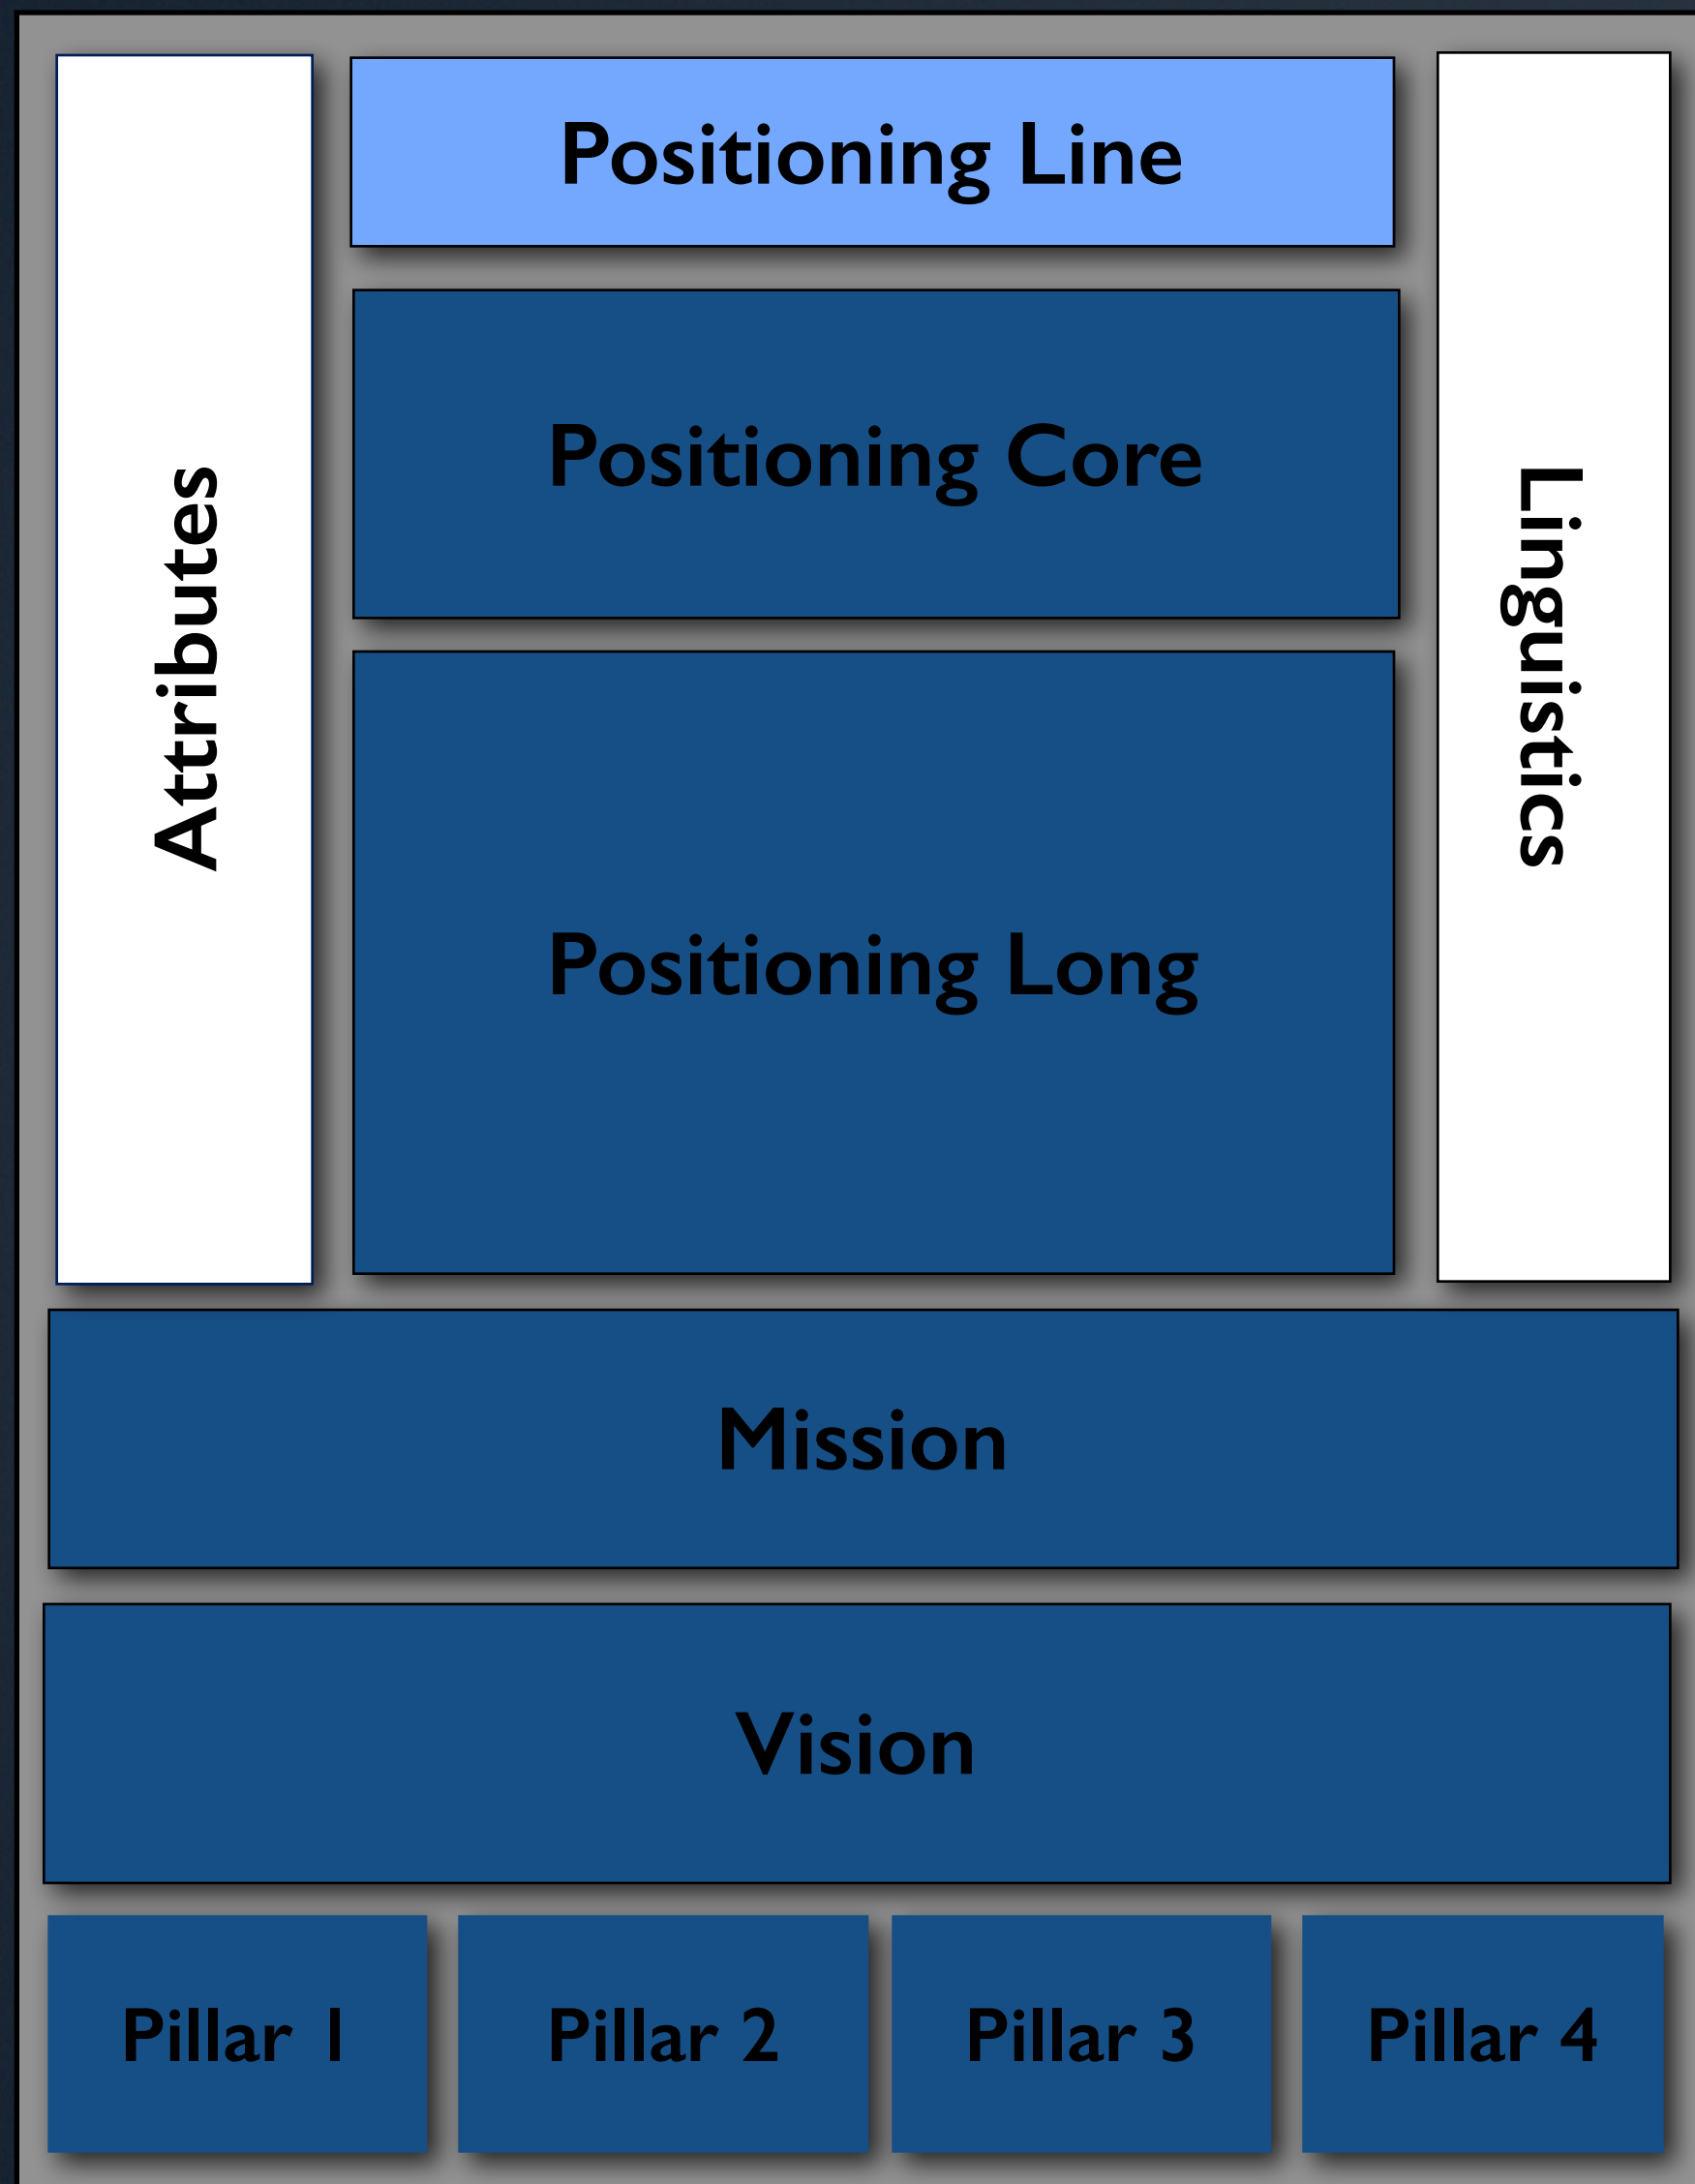 Positioning Line
Attributes
Positioning Core
Linguistics
Positioning Long
Mission
Vision
Pillar 1
Pillar 2
Pillar 3
Pillar 4